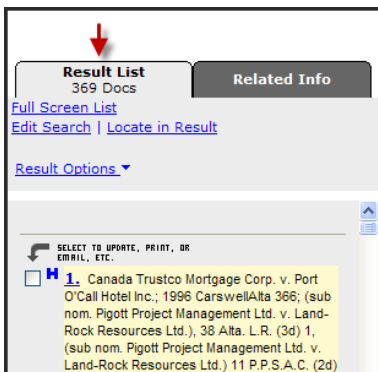 Result List
369 Docs
Related Info
Full Screen List
Edit Search | Locate in Result
Result Options
SELECT TO UPDATE, PRINT, OR
EMAIL, ETC.
H 1. Canada Trustco Mortgage Corp. v. Port
O'Call Hotel Inc.; 1996 CarswellAlta 366; (sub
nom. Pigott Project Management Ltd. v. Land-
Rock Resources Ltd.), 38 Alta. L.R. (3d) 1,
(sub nom. Pigott Project Management Ltd. v.
Land-Rock Resources Ltd.) 11 P.P.S.A.C. (2d)